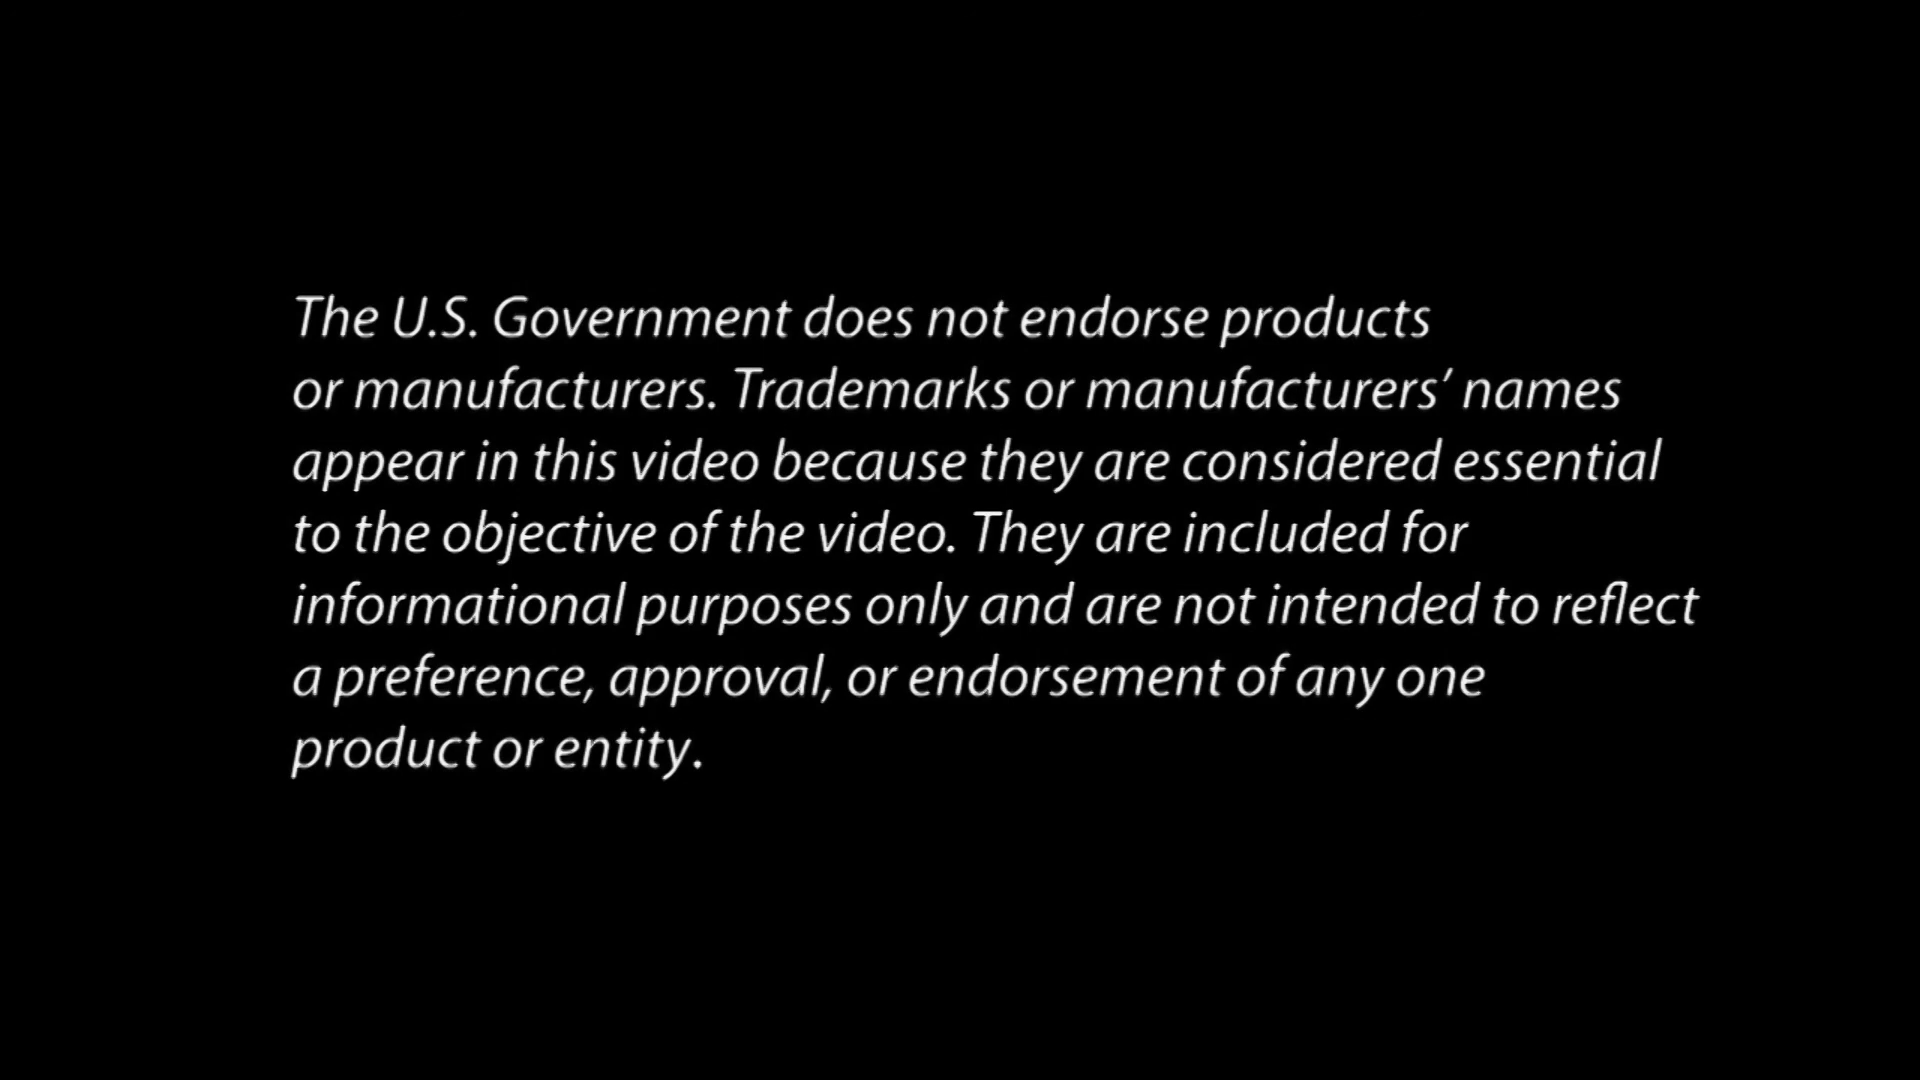 The U.S. Government does not endorse products
or manufacturers. Trademarks or manufacturers’ names
appear in this video because they are considered essential
to the objective of the video. They are included for
informational purposes only and are not intended to reflect
a preference, approval, or endorsement of any one
product or entity.